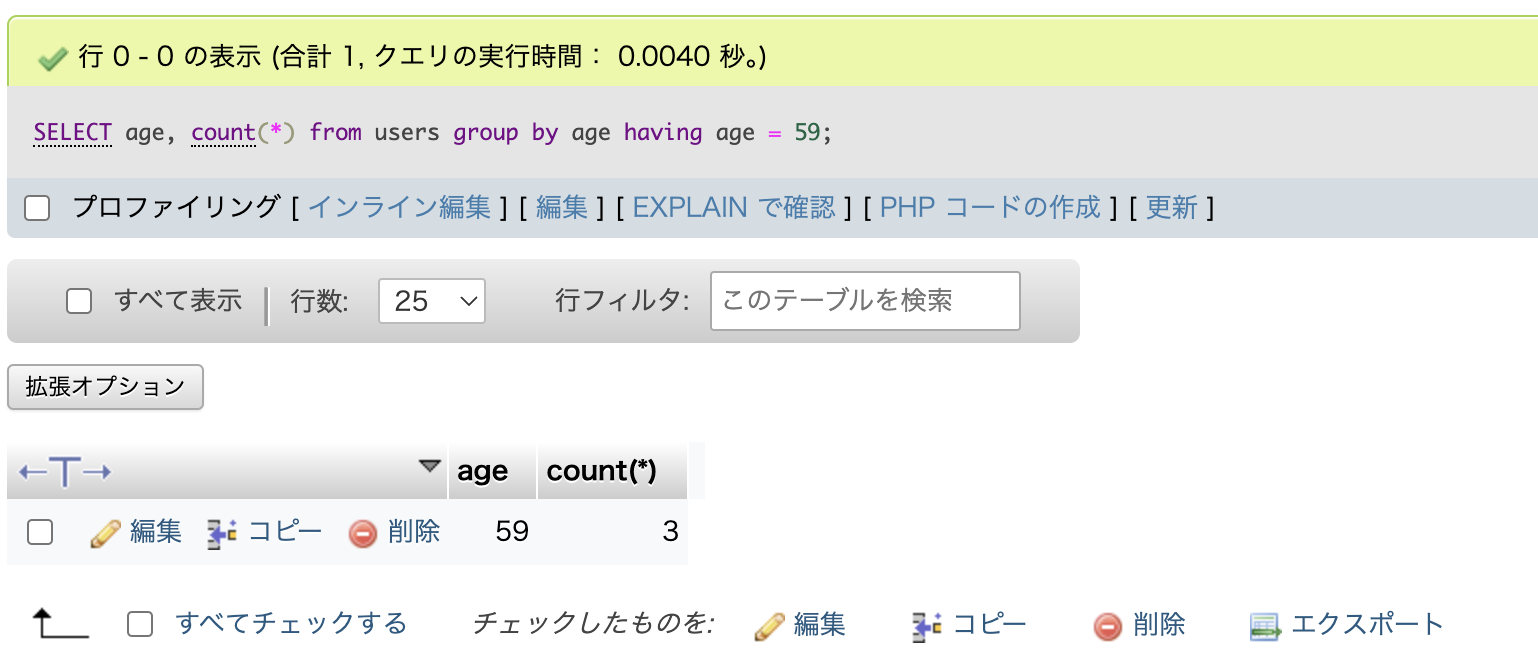 行 0 - 0 の表示 (合計 1, クエリの実行時間： 0.0040 秒。)
SELECT age, count(*) from users group by age having age = 59;
プロファイリング [ インライン編集 ] [ 編集 ] [ EXPLAIN で確認 ] [ PHP コードの作成 ] [ 更新 ]
すべて表示 行数: 25 行フィルタ: このテーブルを検索
拡張オプション
←T→ age count(*)
編集 コピー 削除 59 3
すべてチェックする チェックしたものを: 編集 コピー 削除 エクスポート